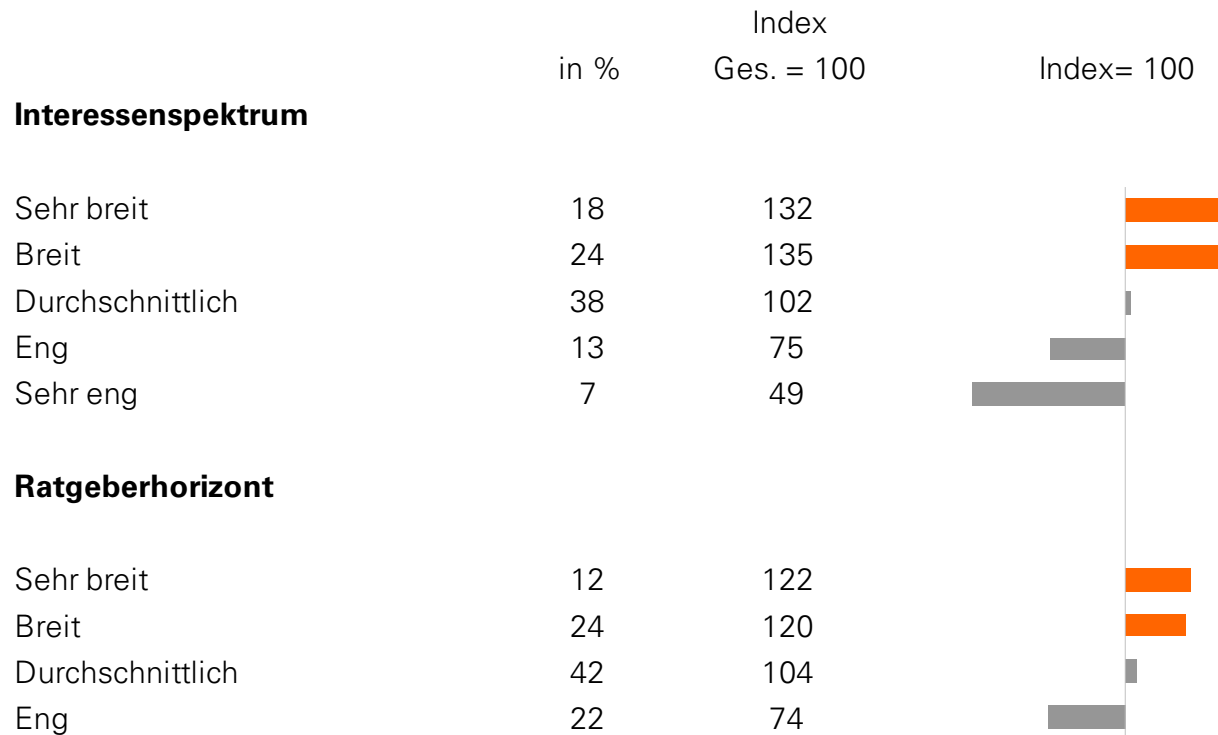 Index
in % Ges. = 100 Index= 100
Interessenspektrum
Sehr breit 18 132
Breit 24 135
Durchschnittlich 38 102
Eng 13 75
Sehr eng 7 49
Ratgeberhorizont
Sehr breit 12 122
Breit 24 120
Durchschnittlich 42 104
Eng 22 74